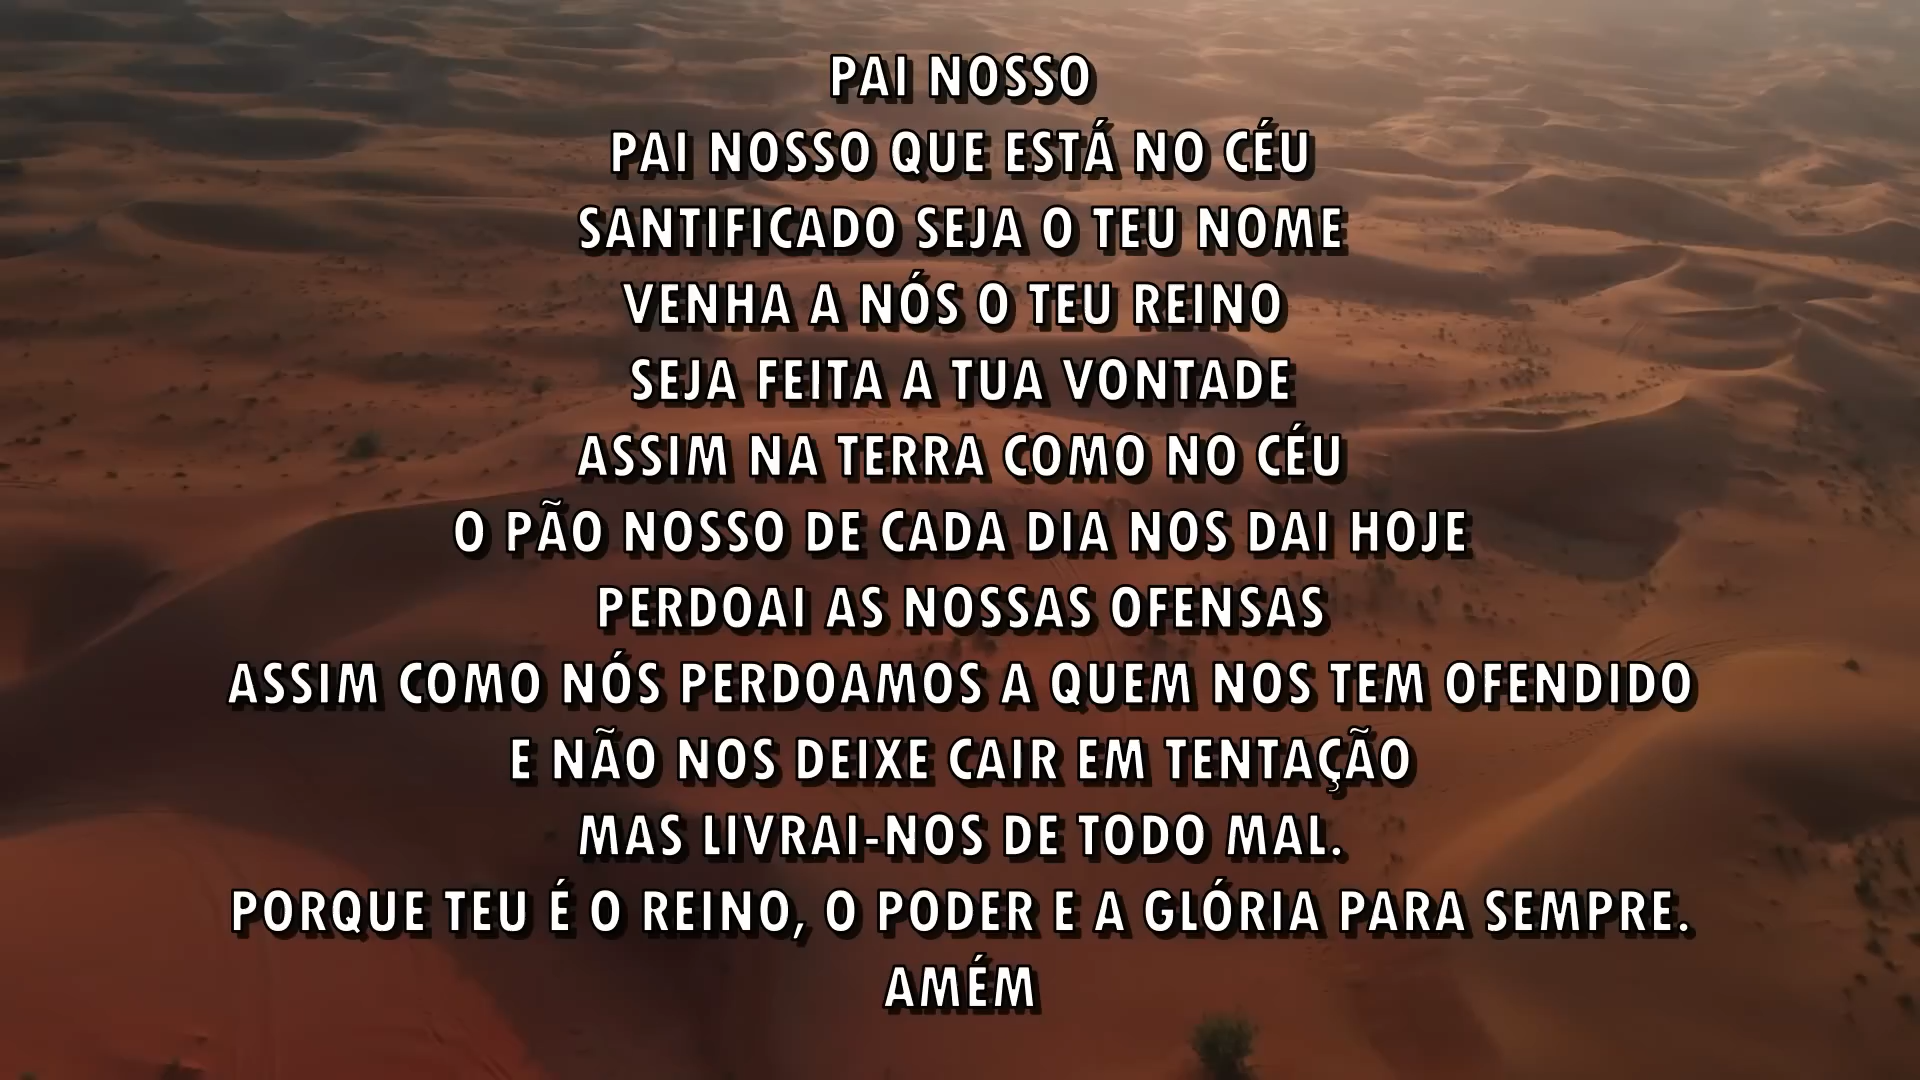 PAI NOSSO
PAI NOSSO QUE ESTÁ NO CÉU
SANTIFICADO SEJA O TEU NOME
VENHA A NÓS O TEU REINO
SEJA FEITA A TUA VONTADE
ASSIM NA TERRA COMO NO CÉU
O PÃO NOSSO DE CADA DIA NOS DAI HOJE
PERDOAI AS NOSSAS OFENSAS
ASSIM COMO NÓS PERDOAMOS A QUEM NOS TEM OFENDIDO
E NÃO NOS DEIXE CAIR EM TENTAÇÃO
MAS LIVRAI-NOS DE TODO MAL.
PORQUE TEU É O REINO, O PODER E A GLÓRIA PARA SEMPRE.
AMÉM